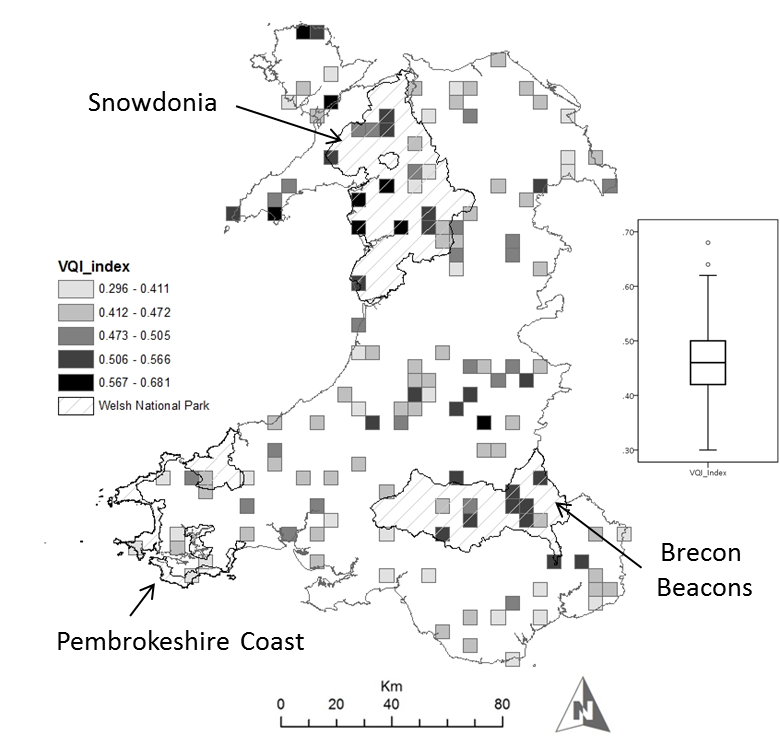 Snowdonia
VQI_index
0.296 - 0.411
0.412 - 0.472
0.473 - 0.505
0.506 - 0.566
0.567 - 0.681
Welsh National Park
.70
.60
.50
.40
.30
VQI_Index
Brecon
Beacons
Pembrokeshire Coast
Km
0 20 40 80
N